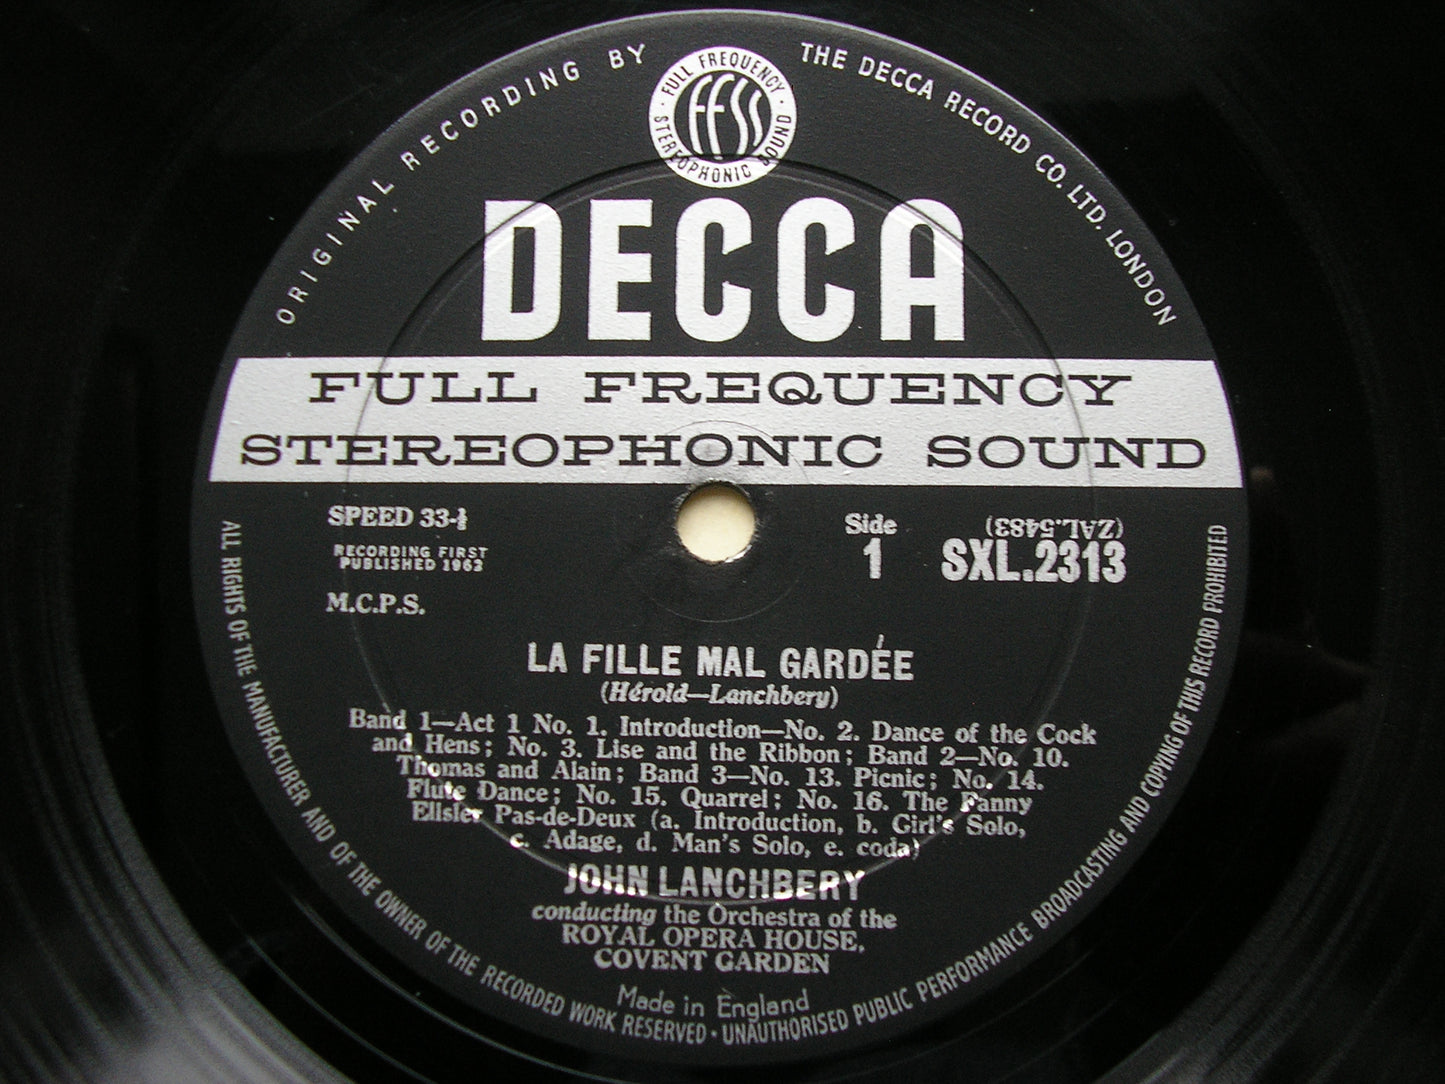 ORIGINAL RECORDING BY THE DECCA RECORD CO. LTD. LONDON
FULL FREQUENCY
ffss
STEREOPHONIC SOUND
DECCA
FULL FREQUENCY
STEREOPHONIC SOUND
SPEED 33-⅓
RECORDING FIRST
PUBLISHED 1962
M.C.P.S.
Side
1
(ZAL.5483)
SXL.2313
LA FILLE MAL GARDÉE
(Hérold—Lanchbery)
Band 1—Act 1 No. 1. Introduction—No. 2. Dance of the Cock
and Hens; No. 3. Lise and the Ribbon; Band 2—No. 10.
Thomas and Alain; Band 3—No. 13. Picnic; No. 14.
Flute Dance; No. 15. Quarrel; No. 16. The Fanny
Ellsler Pas-de-Deux (a. Introduction, b. Girl's Solo,
c. Adage, d. Man's Solo, e. coda)
JOHN LANCHBERY
conducting the Orchestra of the
ROYAL OPERA HOUSE,
COVENT GARDEN
Made in England
ALL RIGHTS OF THE MANUFACTURER AND OF THE OWNER OF THE RECORDED WORK RESERVED · UNAUTHORISED PUBLIC PERFORMANCE BROADCASTING AND COPYING OF THIS RECORD PROHIBITED